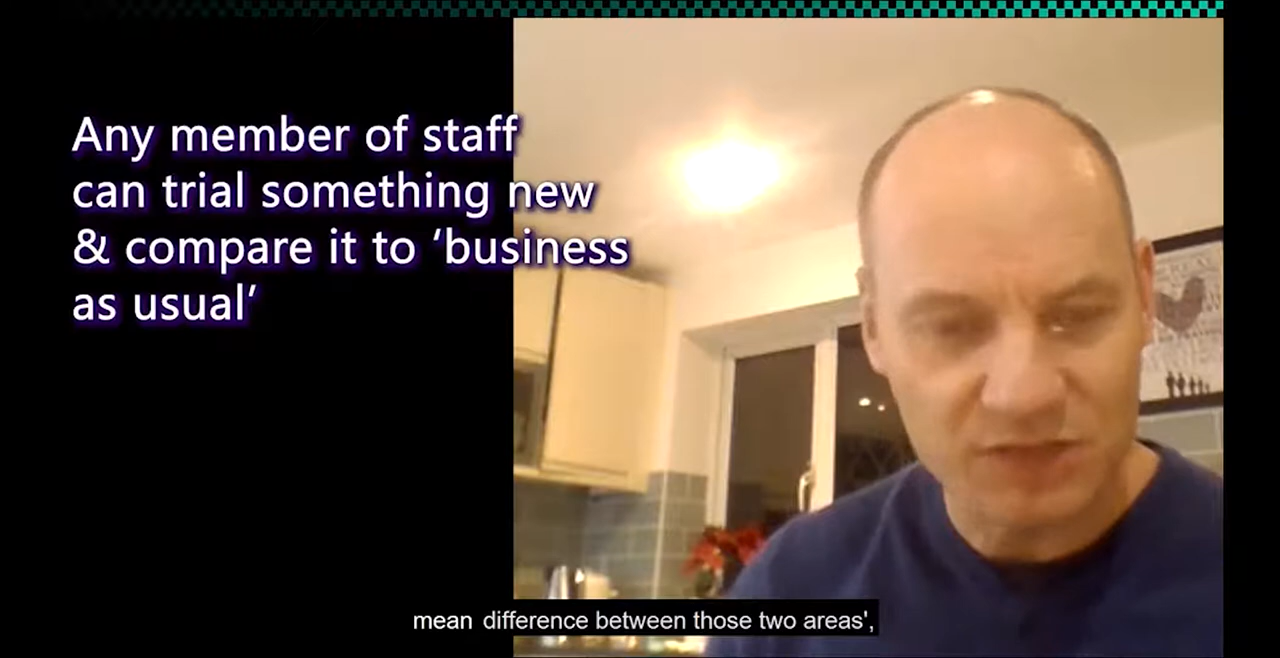 Any member of staff
can trial something new
& compare it to ‘business
as usual’
mean difference between those two areas',